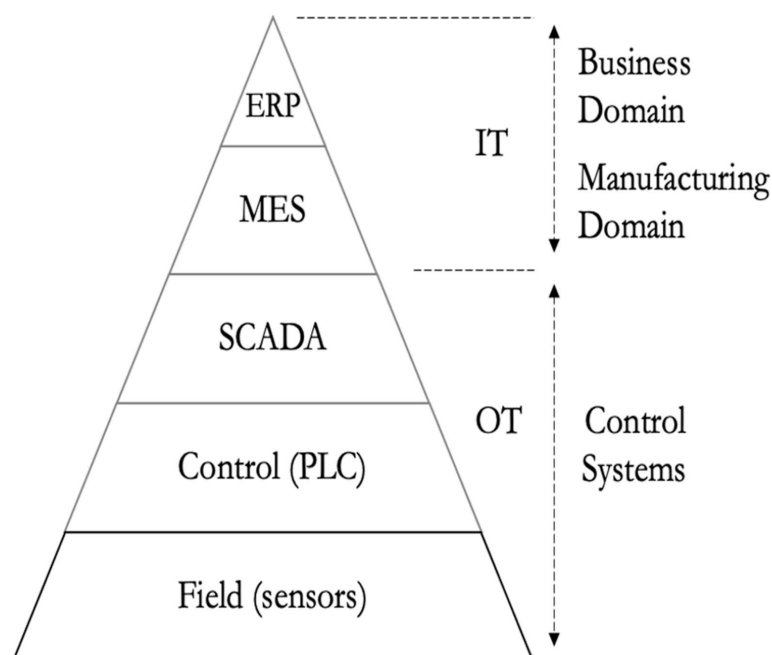 ERP
MES
SCADA
Control (PLC)
Field (sensors)
IT
OT
Business
Domain
Manufacturing
Domain
Control
Systems